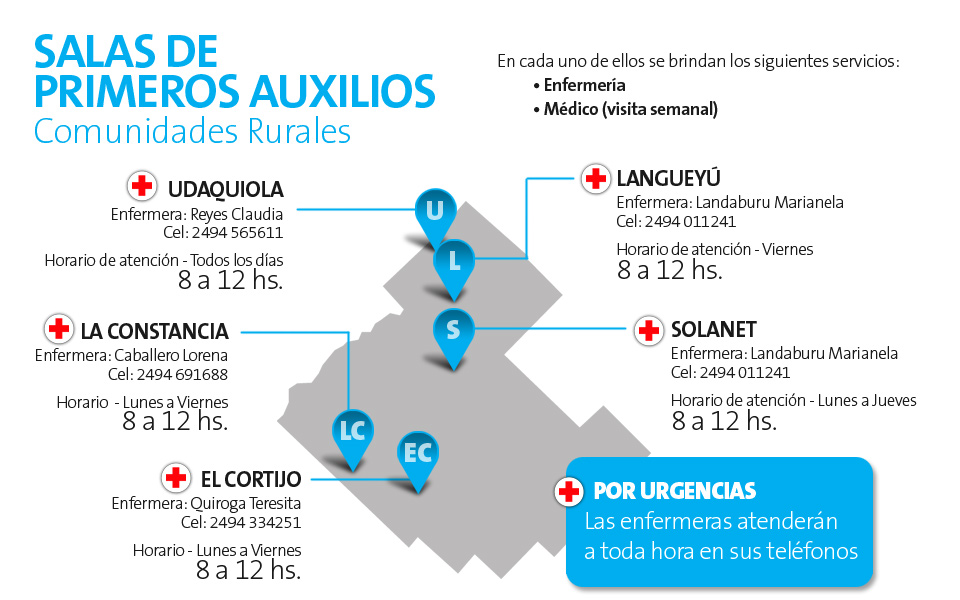 SALAS DE
PRIMEROS AUXILIOS
Comunidades Rurales
En cada uno de ellos se brindan los siguientes servicios:
• Enfermería
• Médico (visita semanal)
UDAQUIOLA
Enfermera: Reyes Claudia
Cel: 2494 565611
Horario de atención - Todos los días
8 a 12 hs.
LANGUEYÚ
Enfermera: Landaburu Marianela
Cel: 2494 011241
Horario de atención - Viernes
8 a 12 hs.
U
L
S
LA CONSTANCIA
Enfermera: Caballero Lorena
Cel: 2494 691688
Horario - Lunes a Viernes
8 a 12 hs.
SOLANET
Enfermera: Landaburu Marianela
Cel: 2494 011241
Horario de atención - Lunes a Jueves
8 a 12 hs.
LC
EC
EL CORTIJO
Enfermera: Quiroga Teresita
Cel: 2494 334251
Horario - Lunes a Viernes
8 a 12 hs.
POR URGENCIAS
Las enfermeras atenderán
a toda hora en sus teléfonos